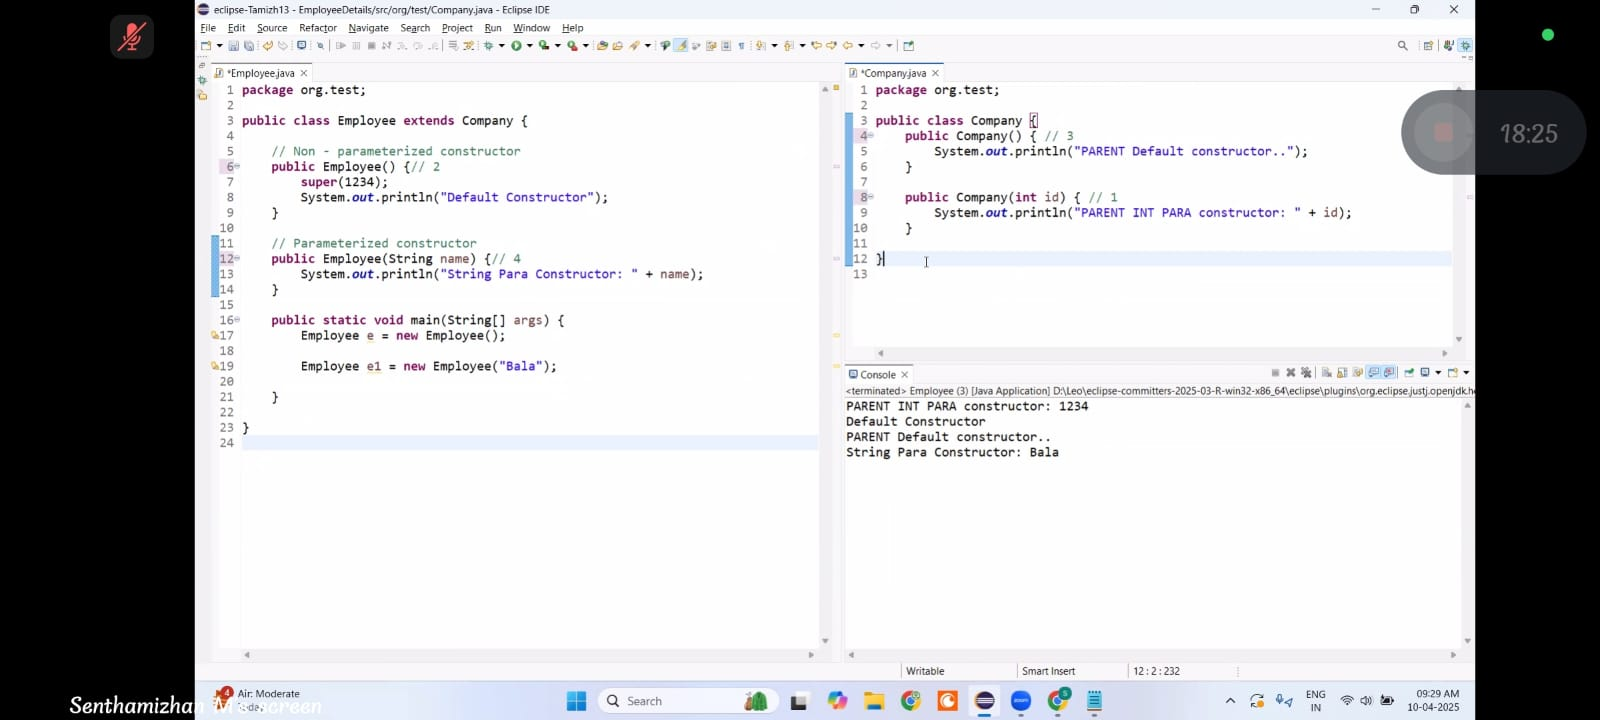 eclipse-Tamizh13 - EmployeeDetails/src/org/test/Company.java - Eclipse IDE
File Edit Source Refactor Navigate Search Project Run Window Help
*Employee.java
1 package org.test;
2
3 public class Employee extends Company {
4
5 // Non - parameterized constructor
6 public Employee() {// 2
7 super(1234);
8 System.out.println("Default Constructor");
9 }
10
11 // Parameterized constructor
12 public Employee(String name) {// 4
13 System.out.println("String Para Constructor: " + name);
14 }
15
16 public static void main(String[] args) {
17 Employee e = new Employee();
18
19 Employee e1 = new Employee("Bala");
20
21 }
22
23 }
24
*Company.java
1 package org.test;
2
3 public class Company {
4 public Company() { // 3
5 System.out.println("PARENT Default constructor..");
6 }
7
8 public Company(int id) { // 1
9 System.out.println("PARENT INT PARA constructor: " + id);
10 }
11
12 }
13
18:25
Console
<terminated> Employee (3) [Java Application] D:\Leo\eclipse-committers-2025-03-R-win32-x86_64\eclipse\plugins\org.eclipse.justj.openjdk.h
PARENT INT PARA constructor: 1234
Default Constructor
PARENT Default constructor..
String Para Constructor: Bala
Writable Smart Insert 12 : 2 : 232
4 Air: Moderate
Senthamizhan M's screen
Search
S
ENG
IN
09:29 AM
10-04-2025